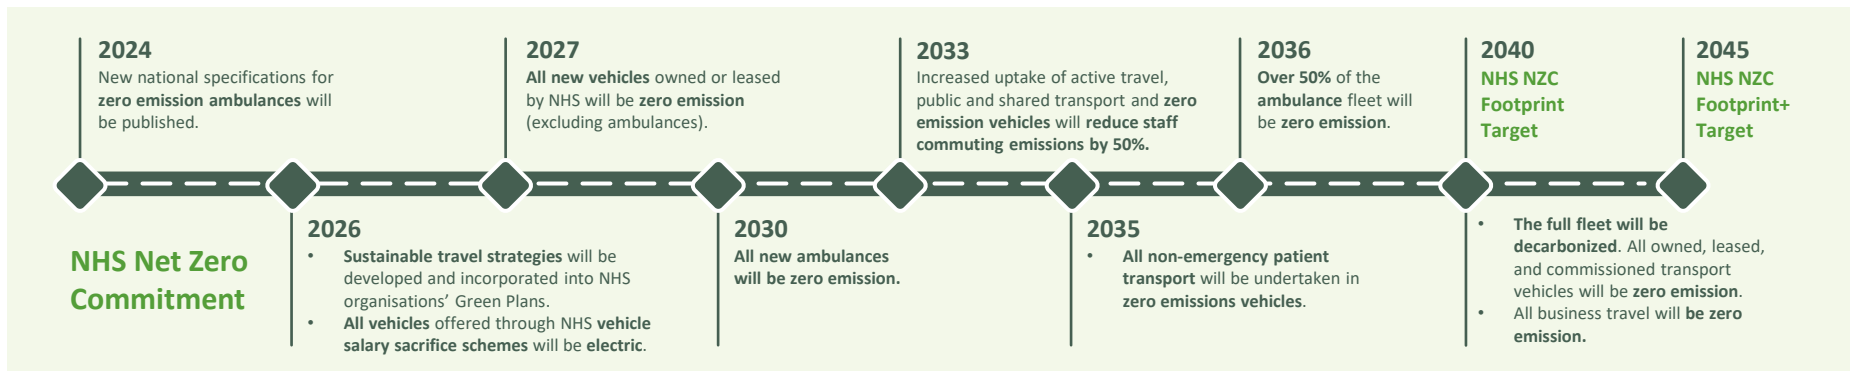 2024
New national specifications for
zero emission ambulances will
be published.
2027
All new vehicles owned or leased
by NHS will be zero emission
(excluding ambulances).
2033
Increased uptake of active travel,
public and shared transport and zero
emission vehicles will reduce staff
commuting emissions by 50%.
2036
Over 50% of the
ambulance fleet will
be zero emission.
2040
NHS NZC
Footprint
Target
2045
NHS NZC
Footprint+
Target
NHS Net Zero
Commitment
2026
• Sustainable travel strategies will be
developed and incorporated into NHS
organisations’ Green Plans.
• All vehicles offered through NHS vehicle
salary sacrifice schemes will be electric.
2030
All new ambulances
will be zero emission.
2035
• All non-emergency patient
transport will be undertaken in
zero emissions vehicles.
• The full fleet will be
decarbonized. All owned, leased,
and commissioned transport
vehicles will be zero emission.
• All business travel will be zero
emission.